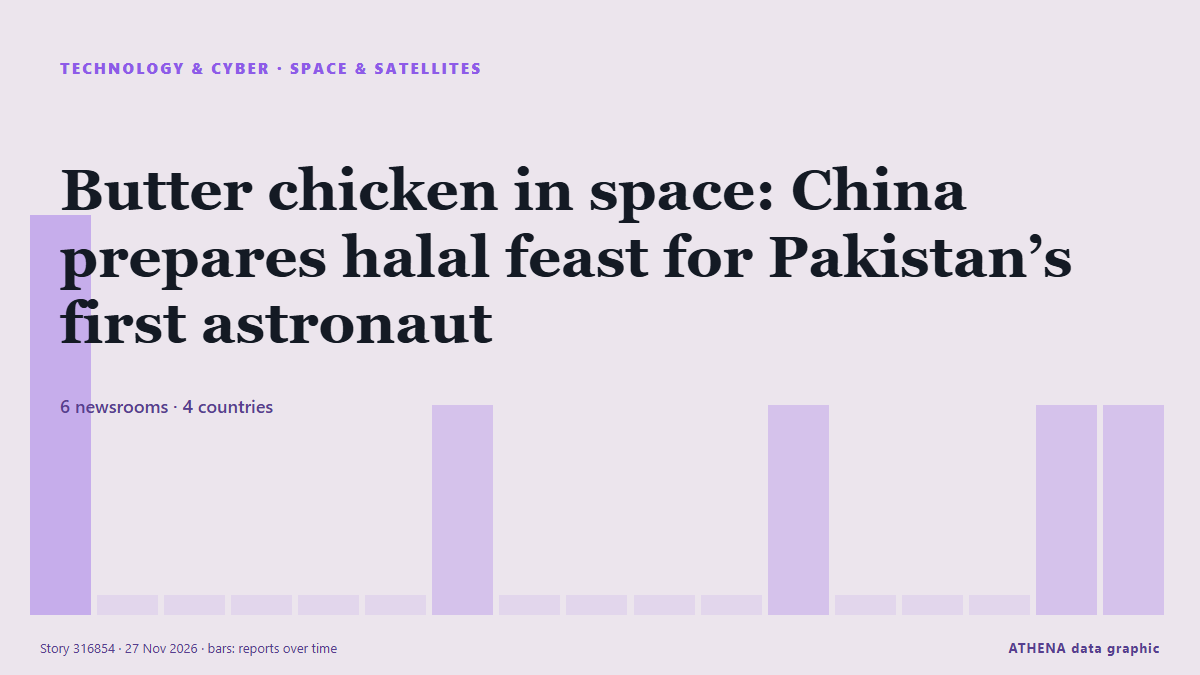 TECHNOLOGY & CYBER · SPACE & SATELLITES
Butter chicken in space: China
prepares halal feast for Pakistan’s
first astronaut
6 newsrooms · 4 countries
Story 316854 · 27 Nov 2026 · bars: reports over time
ATHENA data graphic